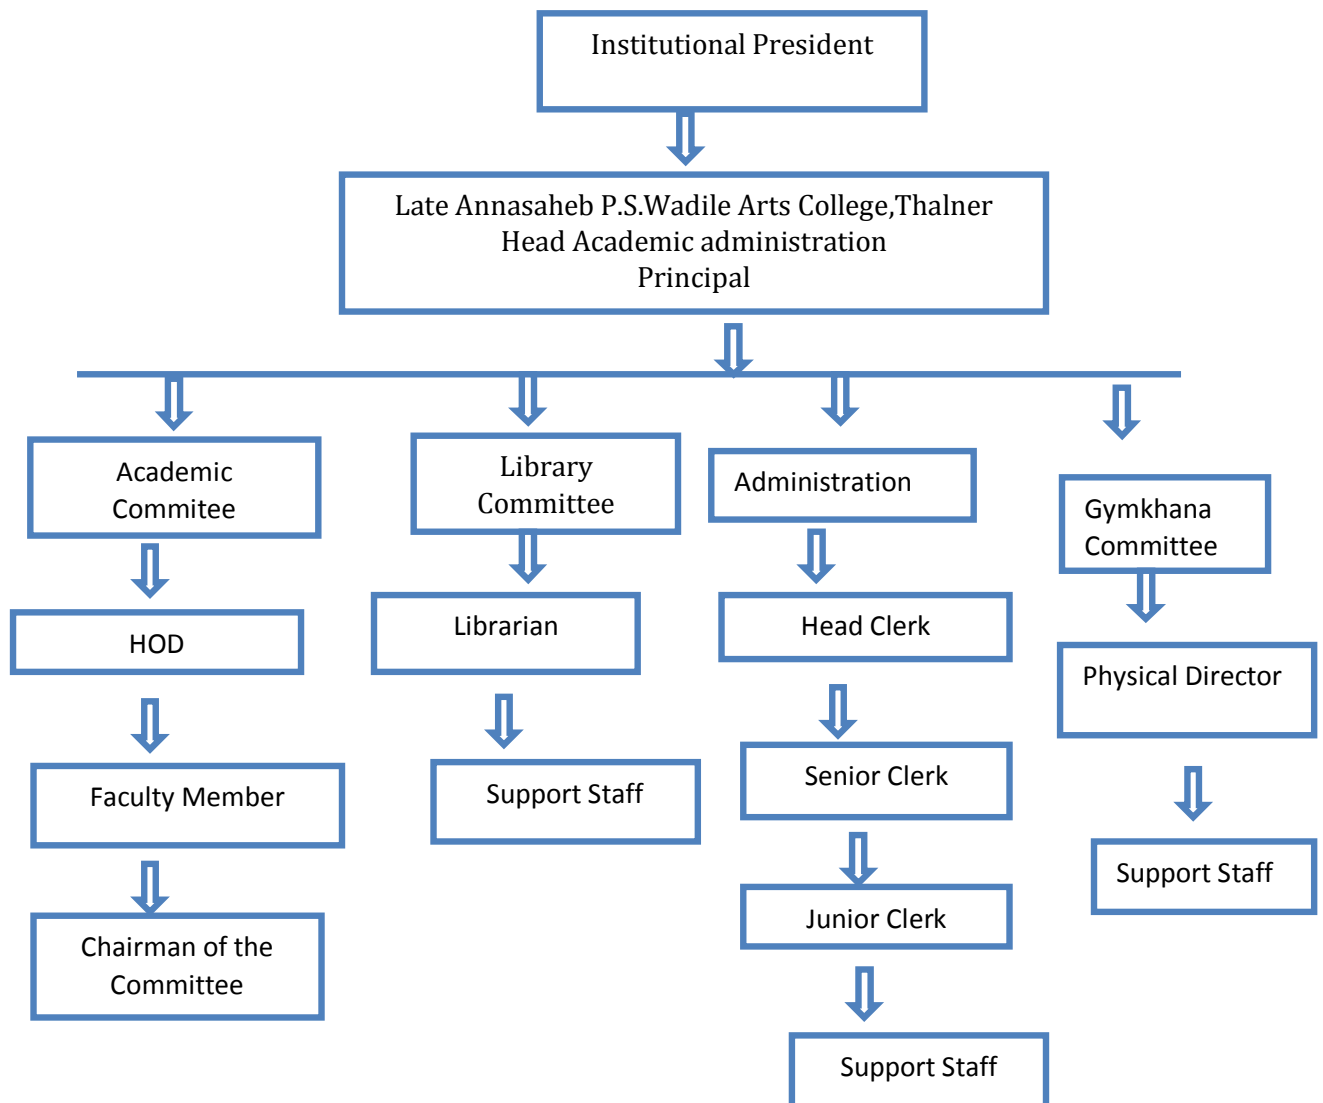 Institutional President
Late Annasaheb P.S.Wadile Arts College,Thalner
Head Academic administration
Principal
Academic
Commitee
HOD
Faculty Member
Chairman of the
Committee
Library
Committee
Librarian
Support Staff
Administration
Head Clerk
Senior Clerk
Junior Clerk
Support Staff
Gymkhana
Committee
Physical Director
Support Staff